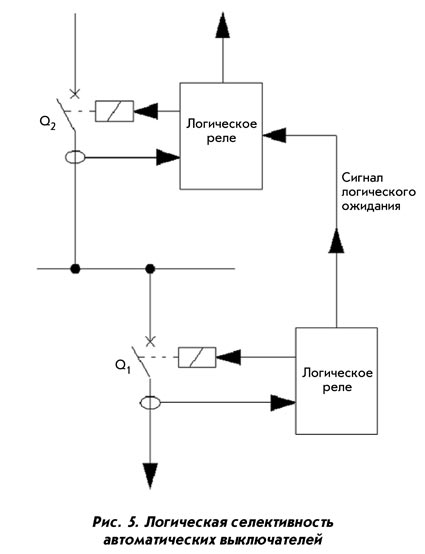 Q2
Логическое
реле
Сигнал
логического
ожидания
Q1
Логическое
реле
Рис. 5. Логическая селективность
автоматических выключателей